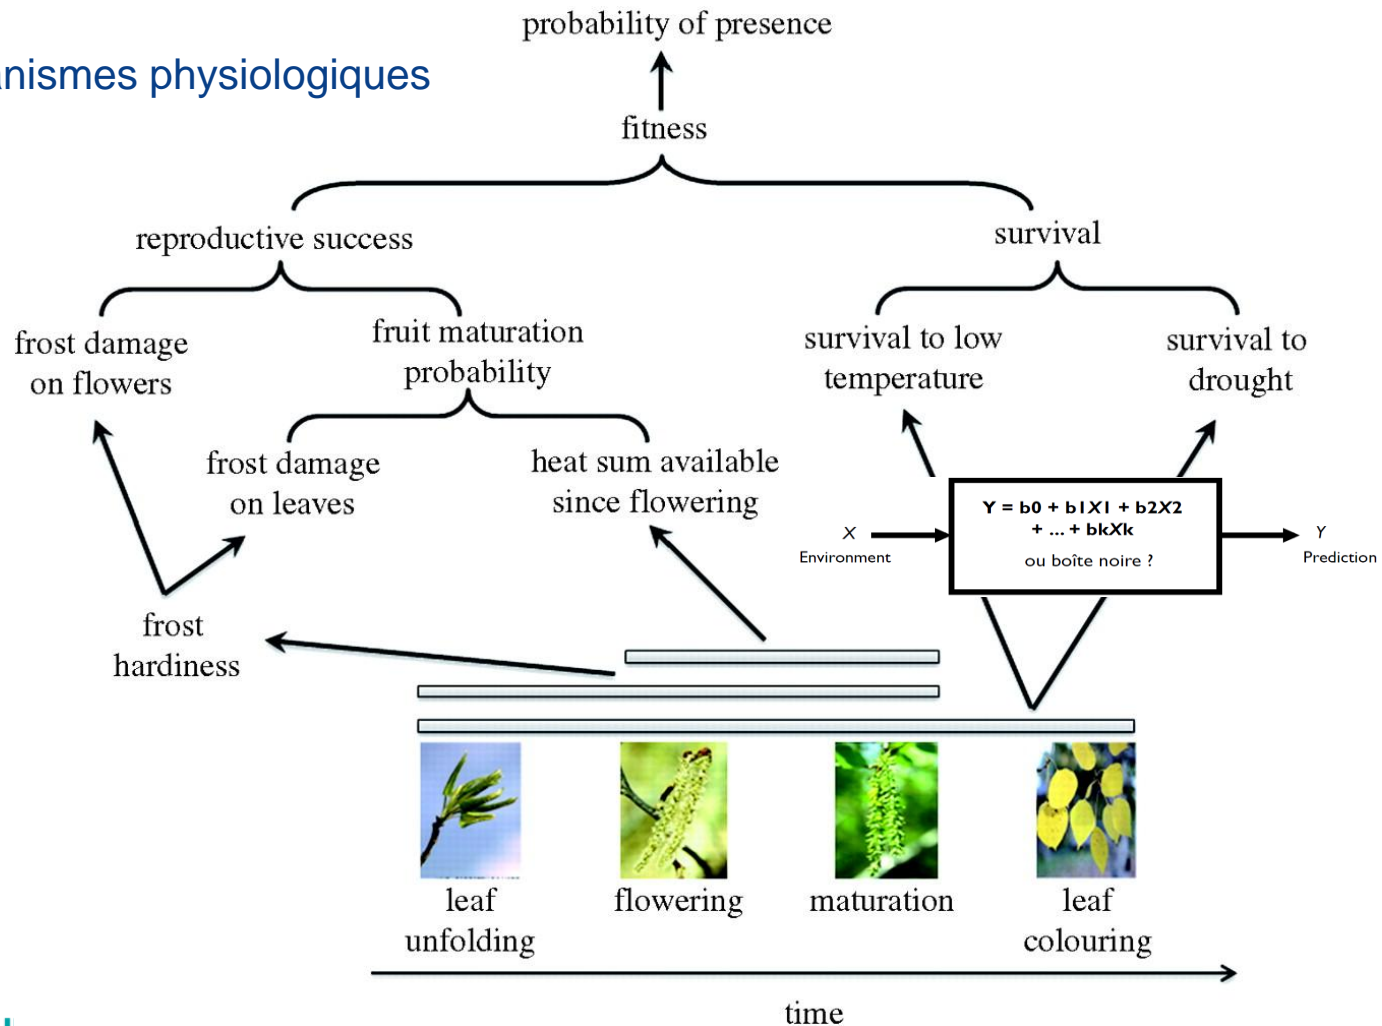 probability of presence
anismes physiologiques
fitness
reproductive success
survival
frost damage
on flowers
fruit maturation
probability
survival to low
temperature
survival to
drought
frost damage
on leaves
heat sum available
since flowering
Y = b0 + b1X1 + b2X2
+ ... + bkXk
ou boîte noire ?
X
Environment
Y
Prediction
frost
hardiness
leaf
unfolding
flowering
maturation
leaf
colouring
time